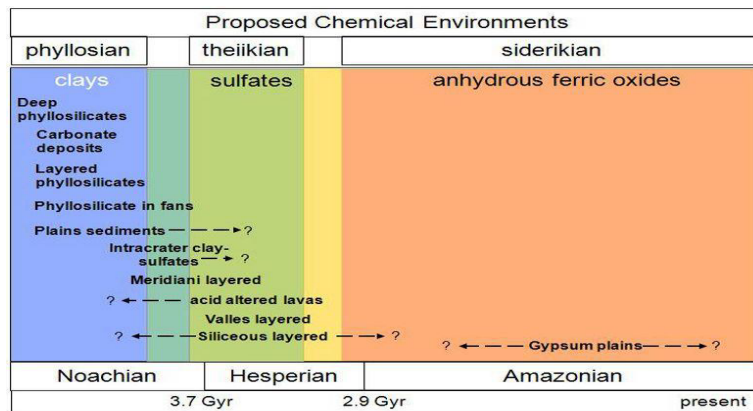 Proposed Chemical Environments
phyllosian theiikian siderikian
clays sulfates anhydrous ferric oxides
Deep
phyllosilicates
Carbonate
deposits
Layered
phyllosilicates
Phyllosilicate in fans
Plains sediments ?
Intracrater clay-
sulfates ?
Meridiani layered
? acid altered lavas
Valles layered
? Siliceous layered ?
? Gypsum plains ?
Noachian Hesperian Amazonian
3.7 Gyr 2.9 Gyr present